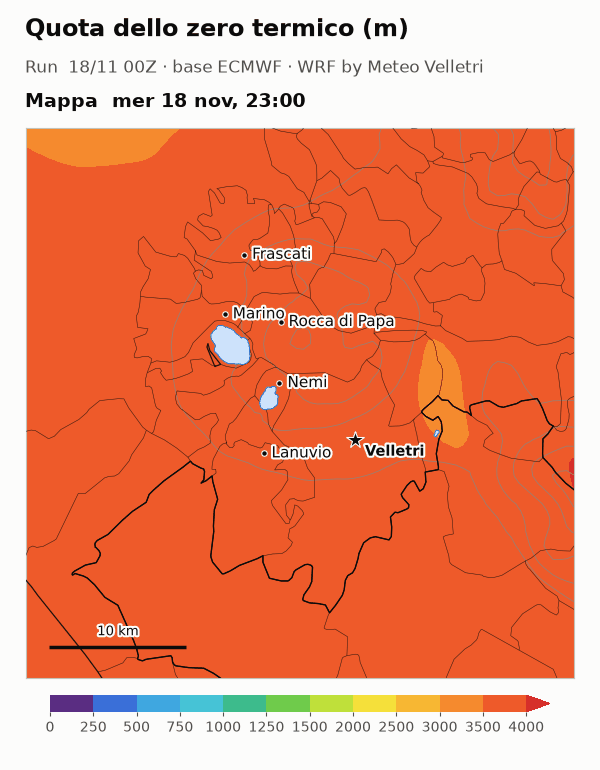 Quota dello zero termico (m)
Run  18/11 00Z · base ECMWF · WRF by Meteo Velletri
Mappa  mer 18 nov, 23:00
Frascati
Marino
Rocca di Papa
Nemi
Lanuvio
Velletri
10 km
0 250 500 750 1000 1250 1500 2000 2500 3000 3500 4000